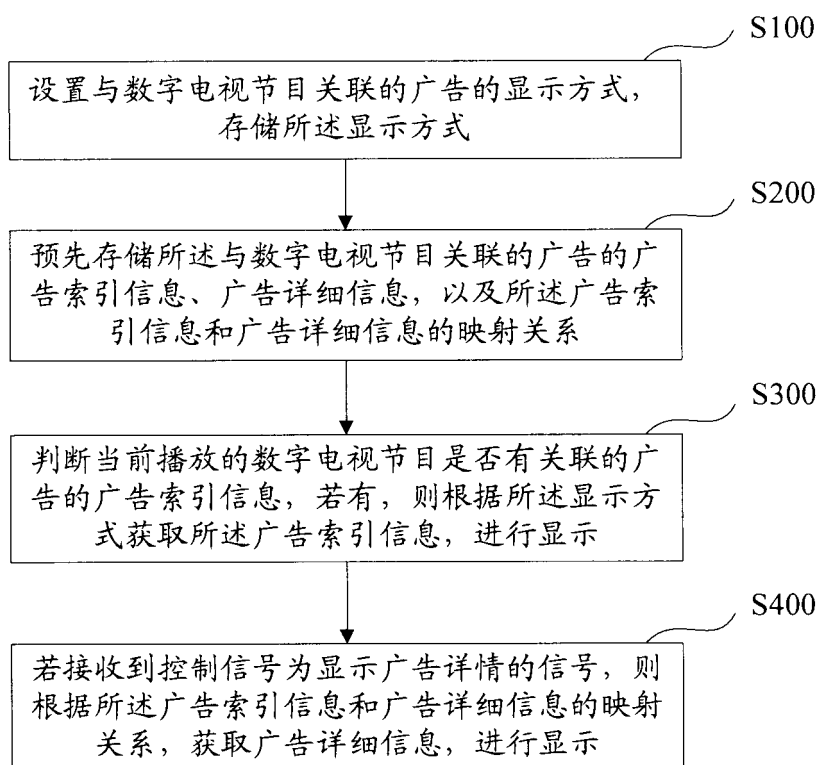 S100
设置与数字电视节目关联的广告的显示方式，
存储所述显示方式
S200
预先存储所述与数字电视节目关联的广告的广
告索引信息、广告详细信息，以及所述广告索
引信息和广告详细信息的映射关系
S300
判断当前播放的数字电视节目是否有关联的广
告的广告索引信息，若有，则根据所述显示方
式获取所述广告索引信息，进行显示
S400
若接收到控制信号为显示广告详情的信号，则
根据所述广告索引信息和广告详细信息的映射
关系，获取广告详细信息，进行显示